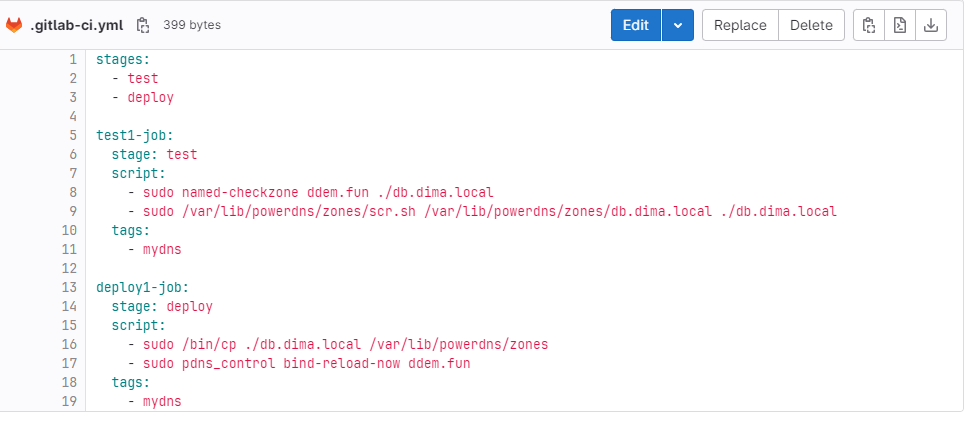 .gitlab-ci.yml 399 bytes Edit Replace Delete
1 stages:
2   - test
3   - deploy
4
5 test1-job:
6   stage: test
7   script:
8     - sudo named-checkzone ddem.fun ./db.dima.local
9     - sudo /var/lib/powerdns/zones/scr.sh /var/lib/powerdns/zones/db.dima.local ./db.dima.local
10   tags:
11     - mydns
12
13 deploy1-job:
14   stage: deploy
15   script:
16     - sudo /bin/cp ./db.dima.local /var/lib/powerdns/zones
17     - sudo pdns_control bind-reload-now ddem.fun
18   tags:
19     - mydns